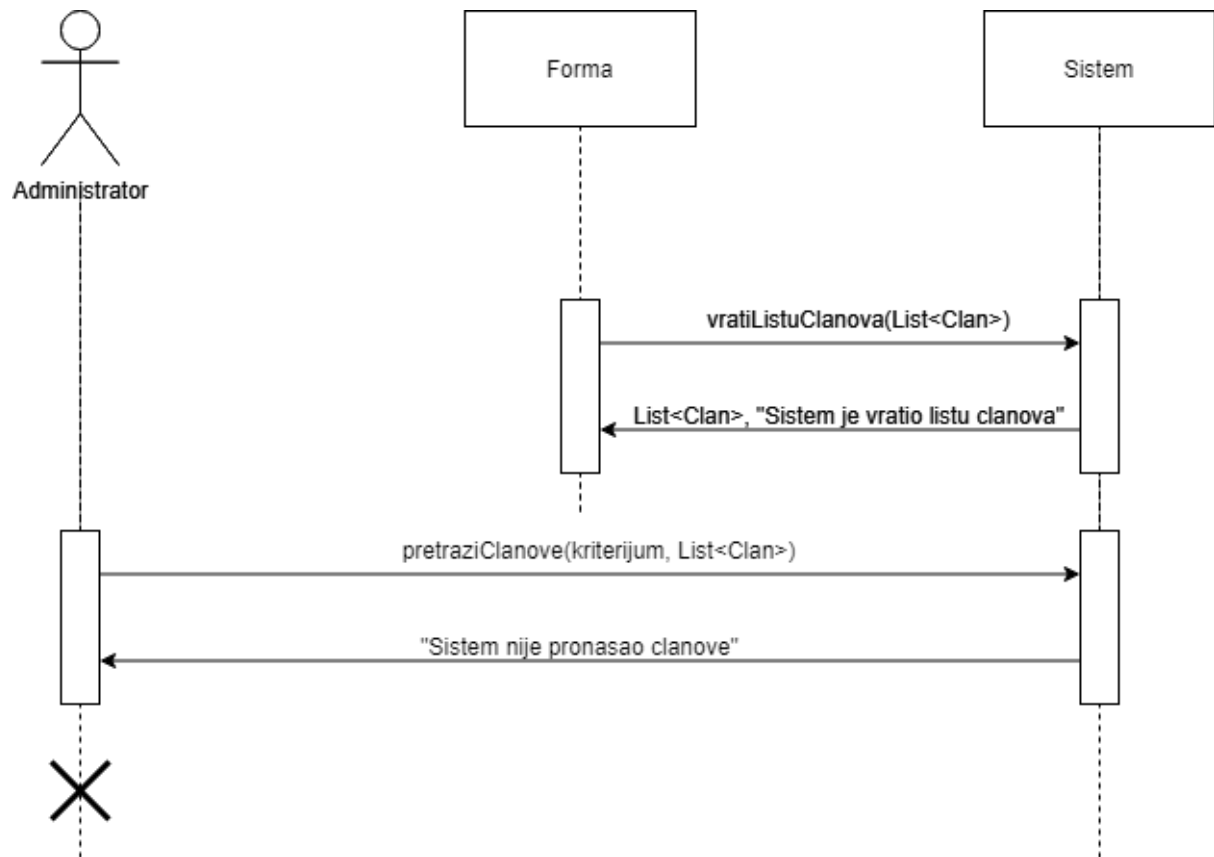 Forma
Sistem
Administrator
vratiListuClanova(List<Clan>)
List<Clan>, "Sistem je vratio listu clanova"
pretraziClanove(kriterijum, List<Clan>)
"Sistem nije pronasao clanove"